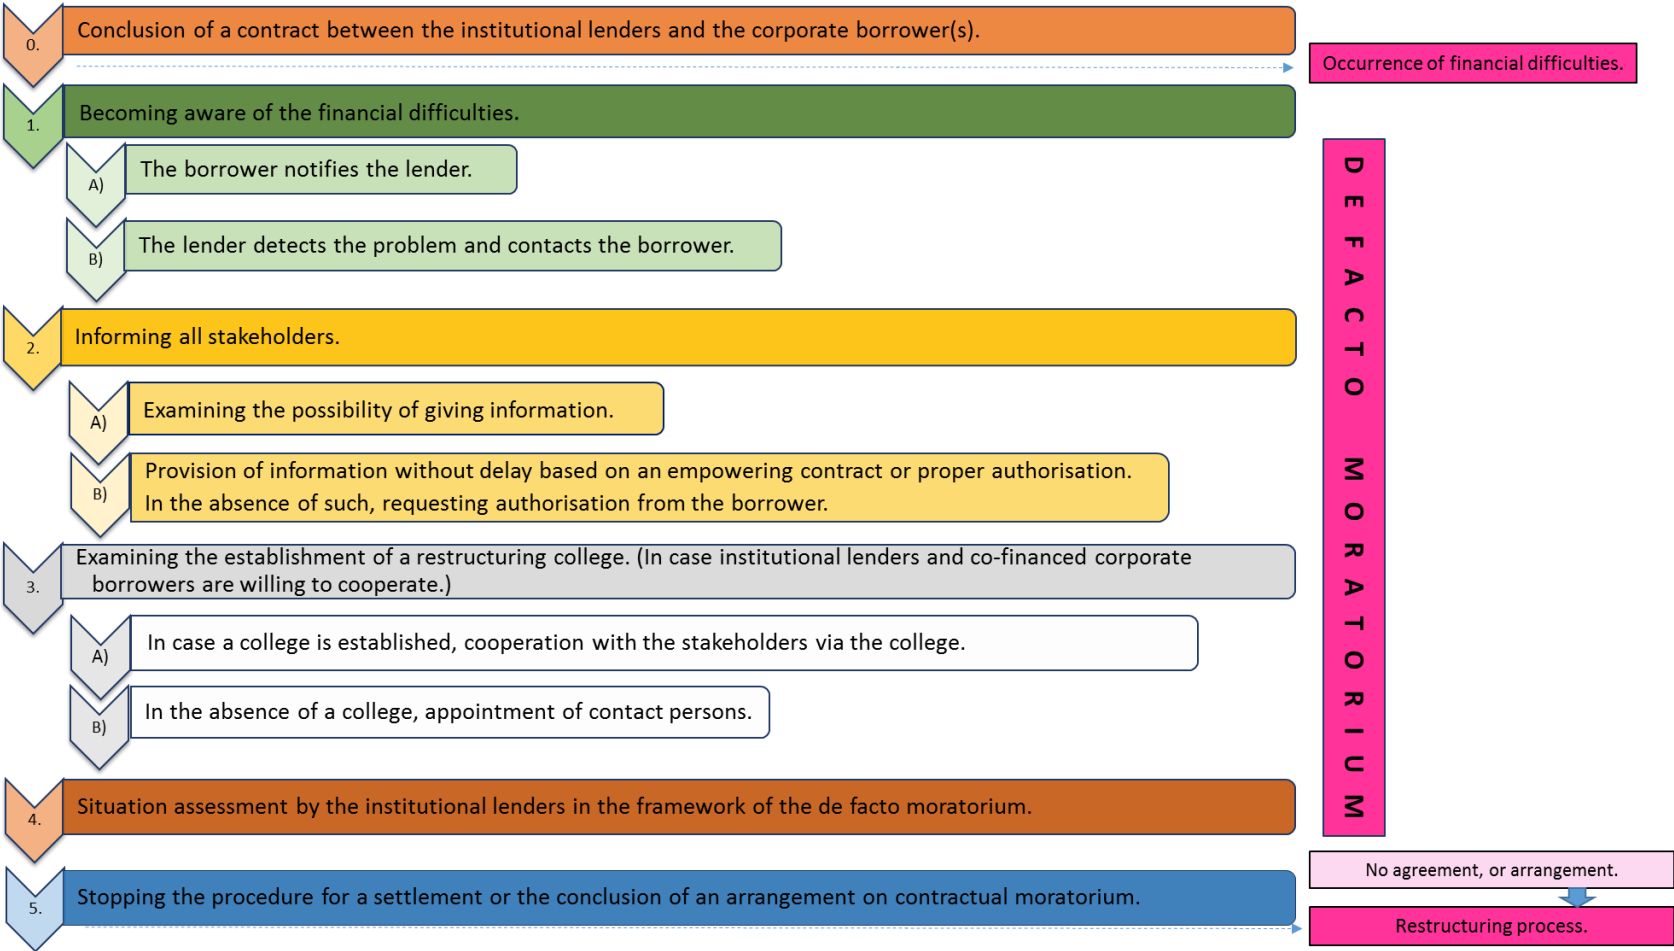 0.
Conclusion of a contract between the institutional lenders and the corporate borrower(s).
Occurrence of financial difficulties.
1.
Becoming aware of the financial difficulties.
A)
The borrower notifies the lender.
B)
The lender detects the problem and contacts the borrower.
2.
Informing all stakeholders.
A)
Examining the possibility of giving information.
B)
Provision of information without delay based on an empowering contract or proper authorisation.
In the absence of such, requesting authorisation from the borrower.
3.
Examining the establishment of a restructuring college. (In case institutional lenders and co-financed corporate
borrowers are willing to cooperate.)
A)
In case a college is established, cooperation with the stakeholders via the college.
B)
In the absence of a college, appointment of contact persons.
4.
Situation assessment by the institutional lenders in the framework of the de facto moratorium.
5.
Stopping the procedure for a settlement or the conclusion of an arrangement on contractual moratorium.
DE FACTO MORATORIUM
No agreement, or arrangement.
Restructuring process.